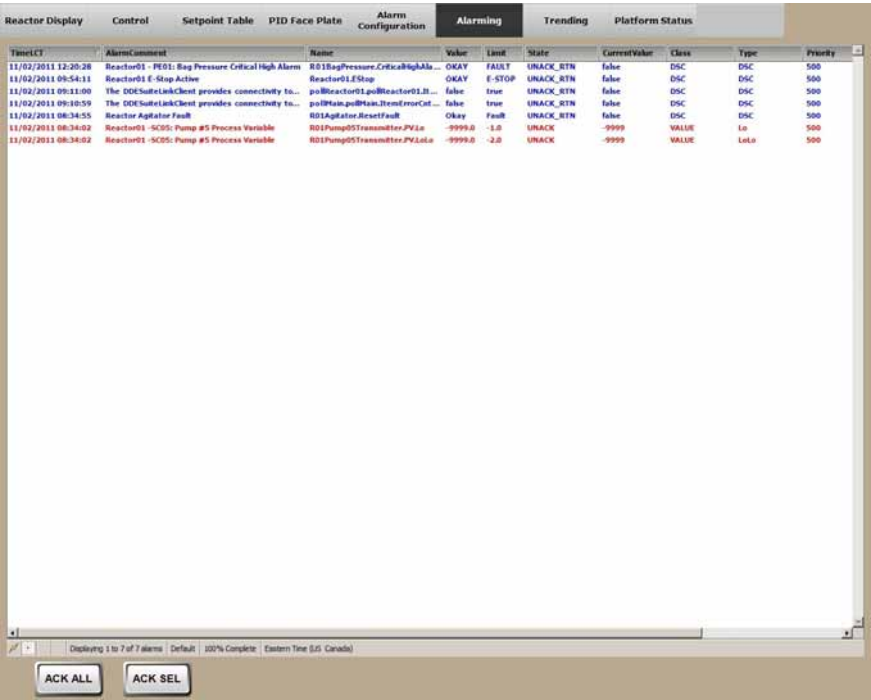 Reactor Display Control Setpoint Table PID Face Plate Alarm Configuration Alarming Trending Platform Status
TimeLCT AlarmComment Name Value Limit State CurrentValue Class Type Priority
11/02/2011 12:20:28 Reactor01 - PE01: Bag Pressure Critical High Alarm R01BagPressure.CriticalHighAla... OKAY FAULT UNACK_RTN false DSC DSC 500
11/02/2011 09:54:11 Reactor01 E-Stop Active Reactor01.EStop OKAY E-STOP UNACK_RTN false DSC DSC 500
11/02/2011 09:11:00 The DDESuiteLinkClient provides connectivity to... pollReactor01.pollReactor01.It... false true UNACK_RTN false DSC DSC 500
11/02/2011 09:10:59 The DDESuiteLinkClient provides connectivity to... pollMain.pollMain.ItemErrorCnt... false true UNACK_RTN false DSC DSC 500
11/02/2011 08:34:55 Reactor Agitator Fault R01Agitator.ResetFault Okay Fault UNACK_RTN false DSC DSC 500
11/02/2011 08:34:02 Reactor01 -SC05: Pump #5 Process Variable R01Pump05Transmitter.PV.Lo -9999.0 -1.0 UNACK -9999 VALUE Lo 500
11/02/2011 08:34:02 Reactor01 -SC05: Pump #5 Process Variable R01Pump05Transmitter.PV.LoLo -9999.0 -2.0 UNACK -9999 VALUE LoLo 500
Displaying 1 to 7 of 7 alarms Default 100% Complete Eastern Time (US Canada)
ACK ALL ACK SEL